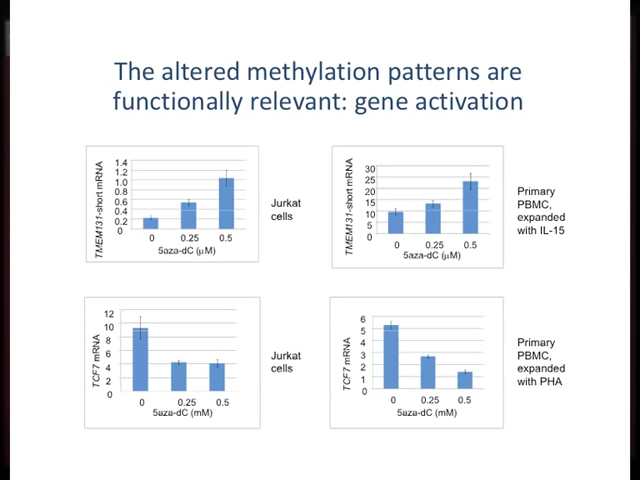 The altered methylation patterns are
functionally relevant: gene activation
TMEM131-short mRNA
1.4
1.2
1.0
0.8
0.6
0.4
0.2
0
0 0.25 0.5
5aza-dC (μM)
Jurkat
cells
TMEM131-short mRNA
30
25
20
15
10
5
0
0 0.25 0.5
5aza-dC (μM)
Primary
PBMC,
expanded
with IL-15
TCF7 mRNA
12
10
8
6
4
2
0
0 0.25 0.5
5aza-dC (mM)
Jurkat
cells
TCF7 mRNA
6
5
4
3
2
1
0
0 0.25 0.5
5aza-dC (mM)
Primary
PBMC,
expanded
with PHA